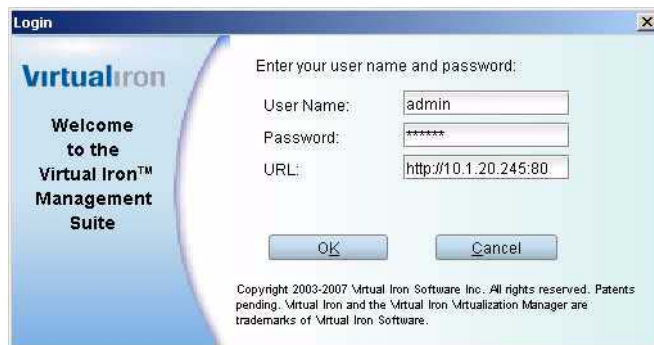 Login
Virtualiron
Welcome
to the
Virtual Iron™
Management
Suite
Enter your user name and password:
User Name: admin
Password: ******
URL: http://10.1.20.245:80
OK Cancel
Copyright 2003-2007 Virtual Iron Software Inc. All rights reserved. Patents
pending. Virtual Iron and the Virtual Iron Virtualization Manager are
trademarks of Virtual Iron Software.